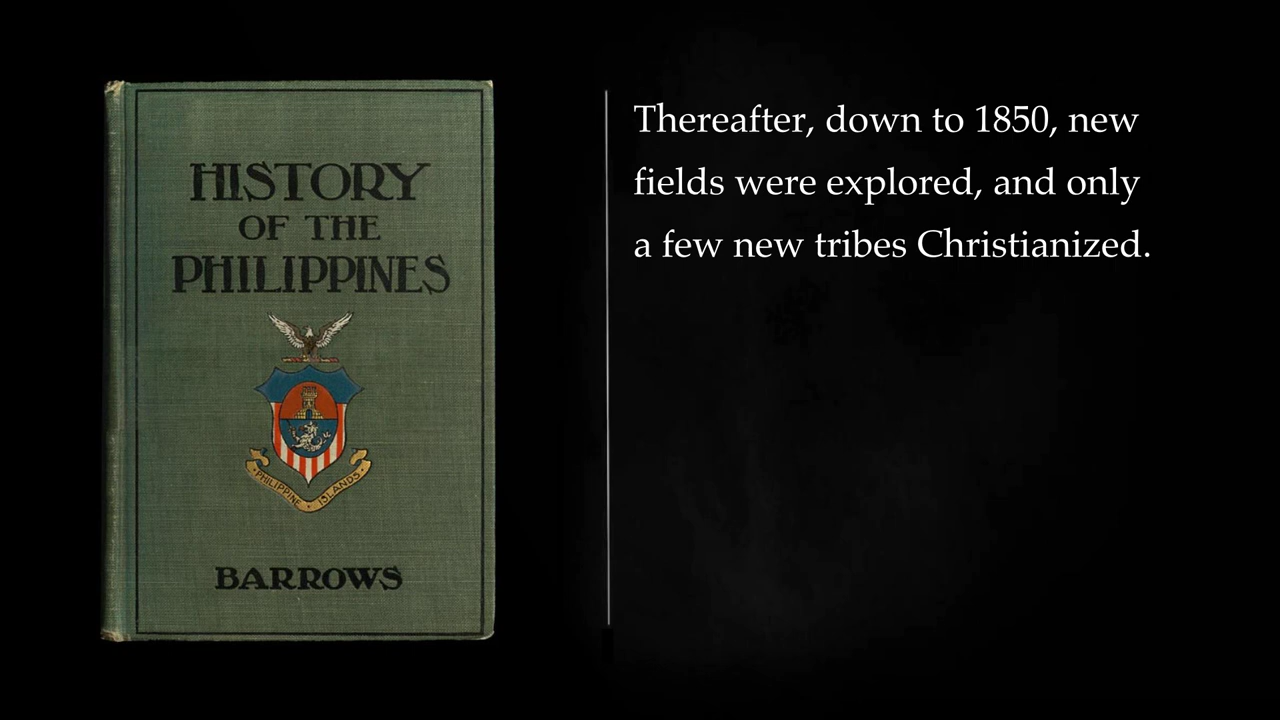 HISTORY
OF THE
PHILIPPINES
PHILIPPINE ISLANDS
BARROWS
Thereafter, down to 1850, new
fields were explored, and only
a few new tribes Christianized.